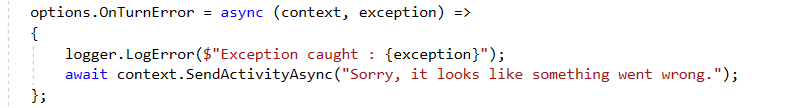 options.OnTurnError = async (context, exception) =>
{
    logger.LogError($"Exception caught : {exception}");
    await context.SendActivityAsync("Sorry, it looks like something went wrong.");
};